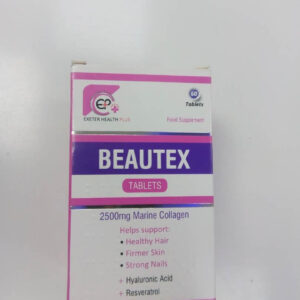 EP
EXETER HEALTH PLUS
60
Tablets
Food Supplement
BEAUTEX
TABLETS
2500mg Marine Collagen
Helps support:
• Healthy Hair
• Firmer Skin
• Strong Nails
+ Hyaluronic Acid
+ Resveratrol